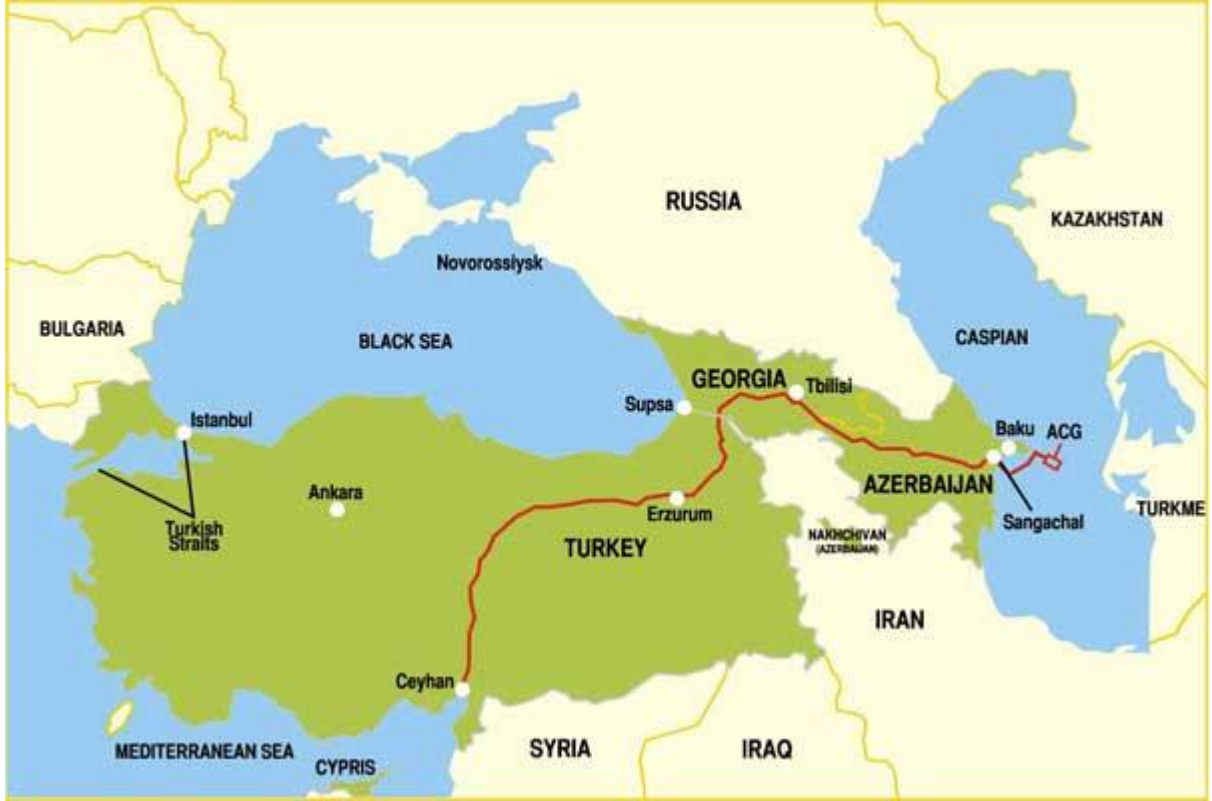 RUSSIA
KAZAKHSTAN
Novorossiysk
BULGARIA
BLACK SEA
CASPIAN
GEORGIA
Tbilisi
Supsa
Istanbul
Baku
ACG
AZERBAIJAN
Ankara
Erzurum
TURKME
Sangachal
Turkish
Straits
TURKEY
NAKHCHIVAN
(AZERBAIJAN)
IRAN
Ceyhan
MEDITERRANEAN SEA
SYRIA
IRAQ
CYPRIS